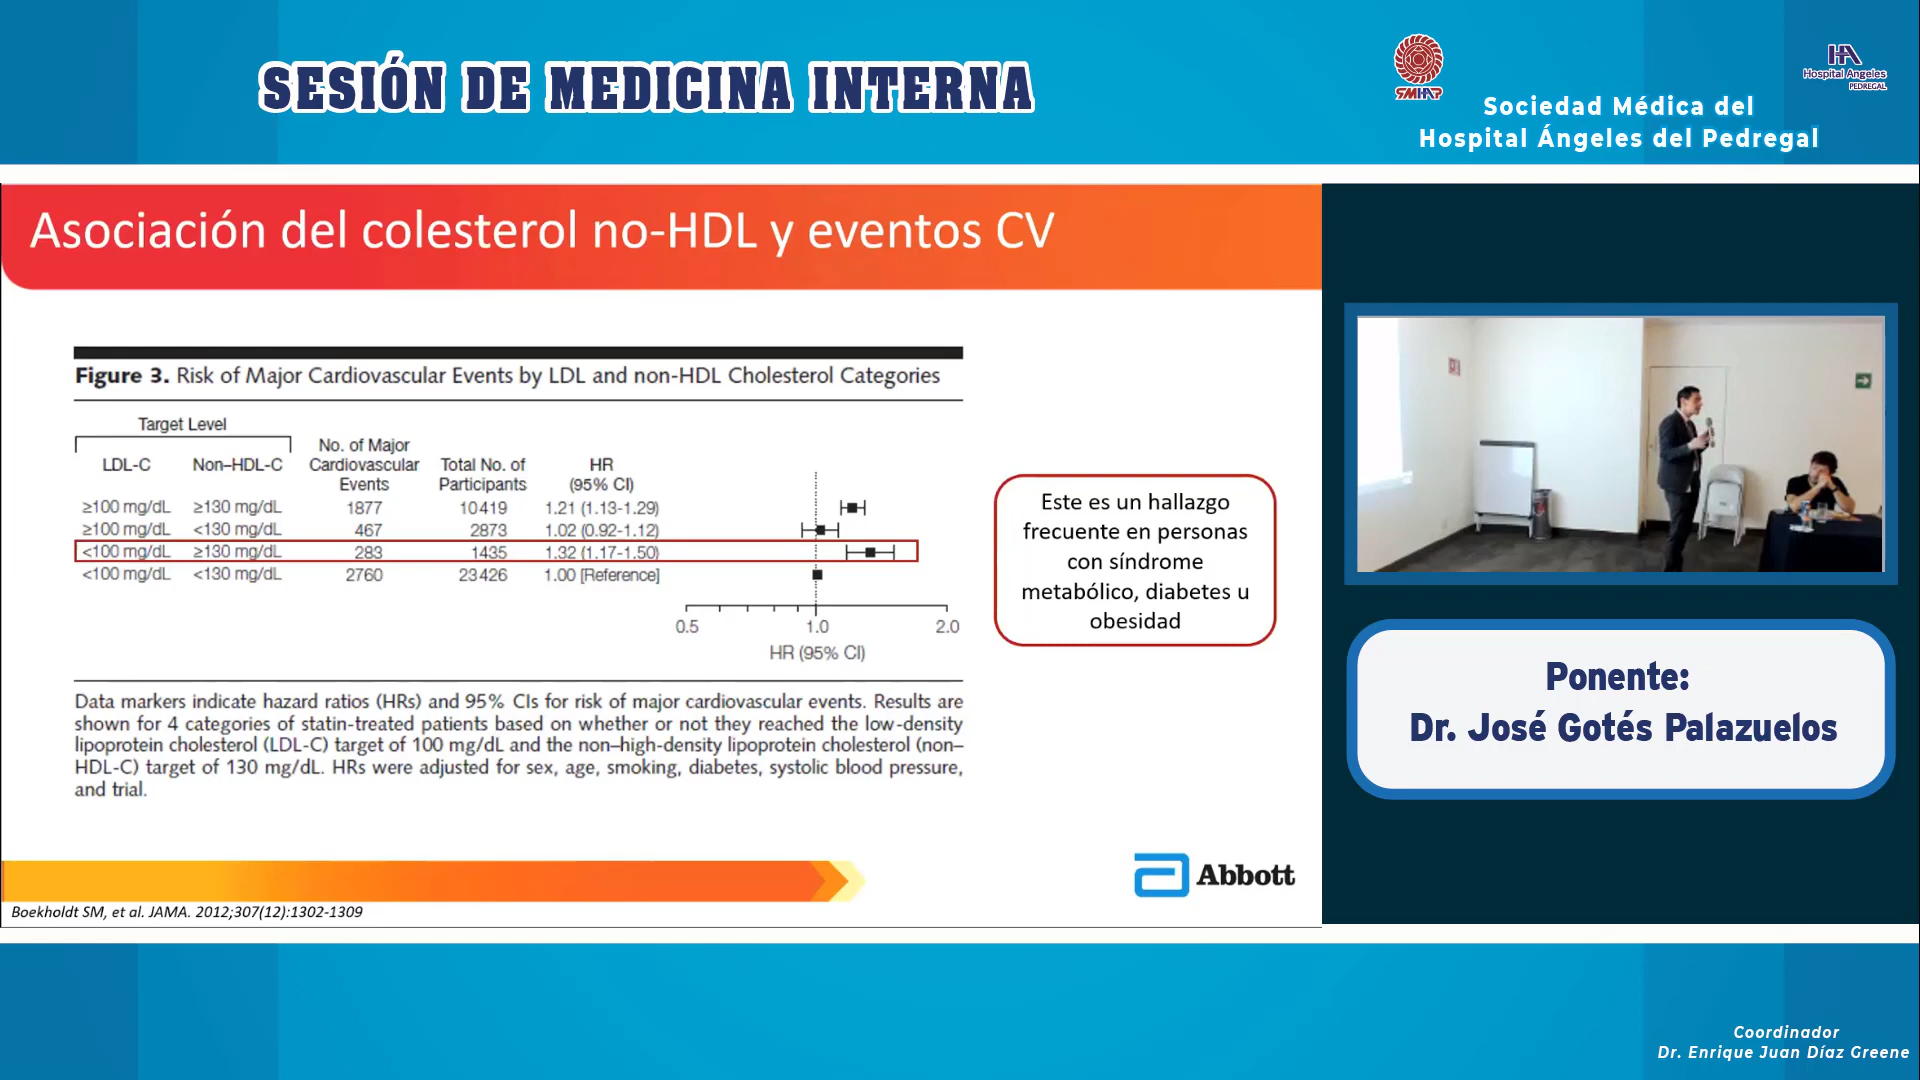 SESIÓN DE MEDICINA INTERNA
SMHAP
HA
Hospital Angeles
PEDREGAL
Sociedad Médica del
Hospital Ángeles del Pedregal
Asociación del colesterol no-HDL y eventos CV
Figure 3. Risk of Major Cardiovascular Events by LDL and non-HDL Cholesterol Categories
Target Level
LDL-C Non–HDL-C No. of Major Cardiovascular Events Total No. of Participants HR (95% CI)
≥100 mg/dL ≥130 mg/dL 1877 10 419 1.21 (1.13-1.29)
≥100 mg/dL <130 mg/dL 467 2873 1.02 (0.92-1.12)
<100 mg/dL ≥130 mg/dL 283 1435 1.32 (1.17-1.50)
<100 mg/dL <130 mg/dL 2760 23 426 1.00 [Reference]
0.5 1.0 2.0
HR (95% CI)
Data markers indicate hazard ratios (HRs) and 95% CIs for risk of major cardiovascular events. Results are
shown for 4 categories of statin-treated patients based on whether or not they reached the low-density
lipoprotein cholesterol (LDL-C) target of 100 mg/dL and the non–high-density lipoprotein cholesterol (non–
HDL-C) target of 130 mg/dL. HRs were adjusted for sex, age, smoking, diabetes, systolic blood pressure,
and trial.
Este es un hallazgo
frecuente en personas
con síndrome
metabólico, diabetes u
obesidad
Abbott
Boekholdt SM, et al. JAMA. 2012;307(12):1302-1309
Ponente:
Dr. José Gotés Palazuelos
Coordinador
Dr. Enrique Juan Díaz Greene